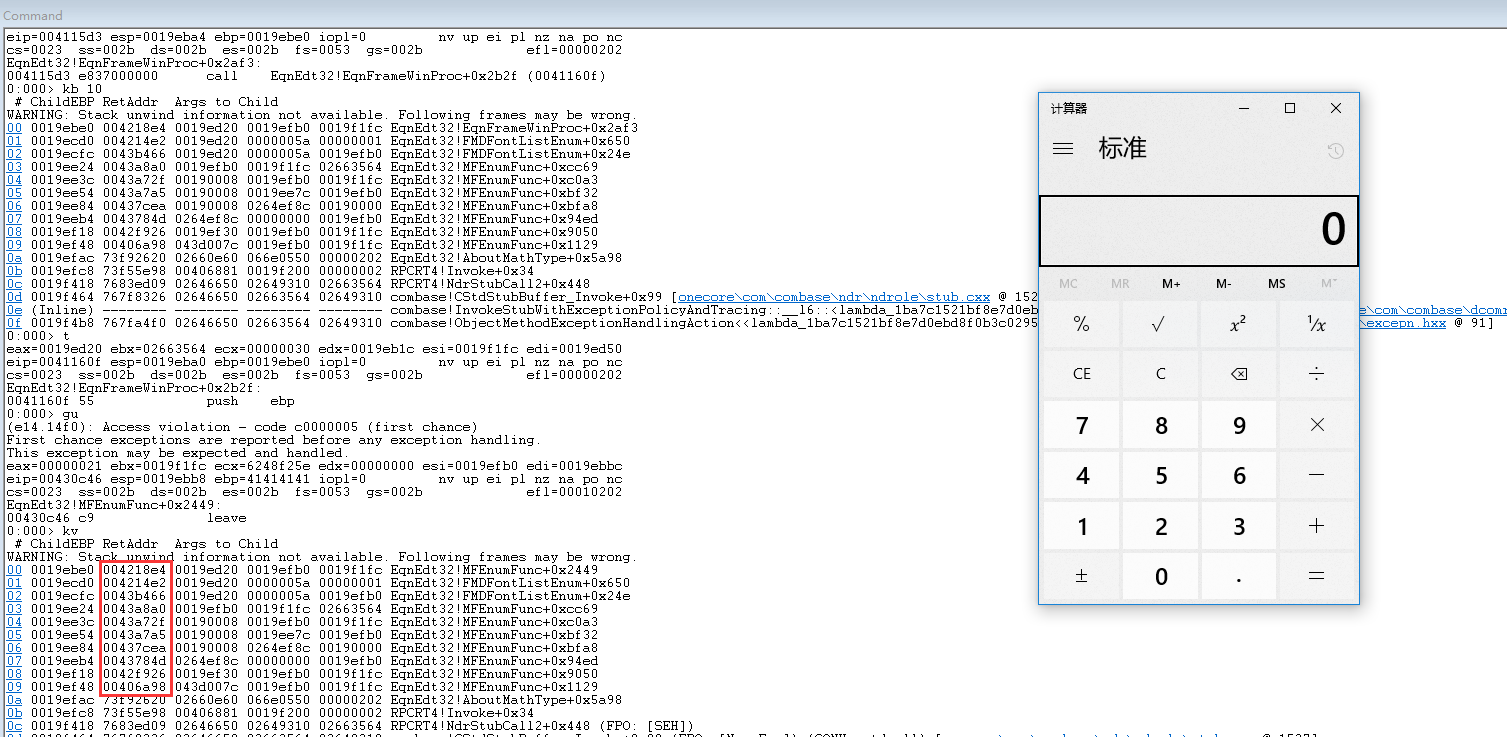 Command
eip=004115d3 esp=0019eba4 ebp=0019ebe0 iopl=0         nv up ei pl nz na po nc
cs=0023  ss=002b  ds=002b  es=002b  fs=0053  gs=002b             efl=00000202
EqnEdt32!EqnFrameWinProc+0x2af3:
004115d3 e837000000      call    EqnEdt32!EqnFrameWinProc+0x2b2f (0041160f)
0:000> kb 10
 # ChildEBP RetAddr  Args to Child
WARNING: Stack unwind information not available. Following frames may be wrong.
00 0019ebe0 004218e4 0019ed20 0019efb0 0019f1fc EqnEdt32!EqnFrameWinProc+0x2af3
01 0019ecd0 004214e2 0019ed20 0000005a 00000001 EqnEdt32!FMDFontListEnum+0x650
02 0019ecfc 0043b466 0019ed20 0000005a 0019efb0 EqnEdt32!FMDFontListEnum+0x24e
03 0019ee24 0043a8a0 0019efb0 0019f1fc 02663564 EqnEdt32!MFEnumFunc+0xcc69
04 0019ee3c 0043a72f 00190008 0019efb0 0019f1fc EqnEdt32!MFEnumFunc+0xc0a3
05 0019ee54 0043a7a5 00190008 0019ee7c 0019efb0 EqnEdt32!MFEnumFunc+0xbf32
06 0019ee84 00437cea 00190008 0264ef8c 00190000 EqnEdt32!MFEnumFunc+0xbfa8
07 0019eeb4 0043784d 0264ef8c 00000000 0019efb0 EqnEdt32!MFEnumFunc+0x94ed
08 0019ef18 0042f926 0019ef30 0019efb0 0019f1fc EqnEdt32!MFEnumFunc+0x9050
09 0019ef48 00406a98 043d007c 0019efb0 0019f1fc EqnEdt32!MFEnumFunc+0x1129
0a 0019efac 73f92620 02660e60 066e0550 00000202 EqnEdt32!AboutMathType+0x5a98
0b 0019efc8 73f55e98 00406881 0019f200 00000002 RPCRT4!Invoke+0x34
0c 0019f418 7683ed09 02646650 02649310 02663564 RPCRT4!NdrStubCall2+0x448
0d 0019f464 767f8326 02646650 02663564 02649310 combase!CStdStubBuffer_Invoke+0x99 [onecore\com\combase\ndr\ndrole\stub.cxx @ 152
0e (Inline) -------- -------- -------- -------- combase!InvokeStubWithExceptionPolicyAndTracing::__l6::<lambda_1ba7c1521bf8e7d0eb e\com\combase\dcomr
0f 0019f4b8 767fa4f0 02646650 02663564 02649310 combase!ObjectMethodExceptionHandlingAction<<lambda_1ba7c1521bf8e7d0ebd8f0b3c0295 \excepn.hxx @ 91]
0:000> t
eax=0019ed20 ebx=02663564 ecx=00000030 edx=0019eb1c esi=0019f1fc edi=0019ed50
eip=0041160f esp=0019eba0 ebp=0019ebe0 iopl=0         nv up ei pl nz na po nc
cs=0023  ss=002b  ds=002b  es=002b  fs=0053  gs=002b             efl=00000202
EqnEdt32!EqnFrameWinProc+0x2b2f:
0041160f 55              push    ebp
0:000> gu
(e14.14f0): Access violation - code c0000005 (first chance)
First chance exceptions are reported before any exception handling.
This exception may be expected and handled.
eax=00000021 ebx=0019f1fc ecx=6248f25e edx=00000000 esi=0019efb0 edi=0019ebbc
eip=00430c46 esp=0019ebb8 ebp=41414141 iopl=0         nv up ei pl nz na po nc
cs=0023  ss=002b  ds=002b  es=002b  fs=0053  gs=002b             efl=00010202
EqnEdt32!MFEnumFunc+0x2449:
00430c46 c9              leave
0:000> kv
 # ChildEBP RetAddr  Args to Child
WARNING: Stack unwind information not available. Following frames may be wrong.
00 0019ebe0 004218e4 0019ed20 0019efb0 0019f1fc EqnEdt32!MFEnumFunc+0x2449
01 0019ecd0 004214e2 0019ed20 0000005a 00000001 EqnEdt32!FMDFontListEnum+0x650
02 0019ecfc 0043b466 0019ed20 0000005a 0019efb0 EqnEdt32!FMDFontListEnum+0x24e
03 0019ee24 0043a8a0 0019efb0 0019f1fc 02663564 EqnEdt32!MFEnumFunc+0xcc69
04 0019ee3c 0043a72f 00190008 0019efb0 0019f1fc EqnEdt32!MFEnumFunc+0xc0a3
05 0019ee54 0043a7a5 00190008 0019ee7c 0019efb0 EqnEdt32!MFEnumFunc+0xbf32
06 0019ee84 00437cea 00190008 0264ef8c 00190000 EqnEdt32!MFEnumFunc+0xbfa8
07 0019eeb4 0043784d 0264ef8c 00000000 0019efb0 EqnEdt32!MFEnumFunc+0x94ed
08 0019ef18 0042f926 0019ef30 0019efb0 0019f1fc EqnEdt32!MFEnumFunc+0x9050
09 0019ef48 00406a98 043d007c 0019efb0 0019f1fc EqnEdt32!MFEnumFunc+0x1129
0a 0019efac 73f92620 02660e60 066e0550 00000202 EqnEdt32!AboutMathType+0x5a98
0b 0019efc8 73f55e98 00406881 0019f200 00000002 RPCRT4!Invoke+0x34
0c 0019f418 7683ed09 02646650 02649310 02663564 RPCRT4!NdrStubCall2+0x448 (FPO: [SEH])
计算器
标准
0
MC MR M+ M- MS M˅
% √ x² ¹/x
CE C ⌫ ÷
7 8 9 ×
4 5 6 −
1 2 3 +
± 0 . =